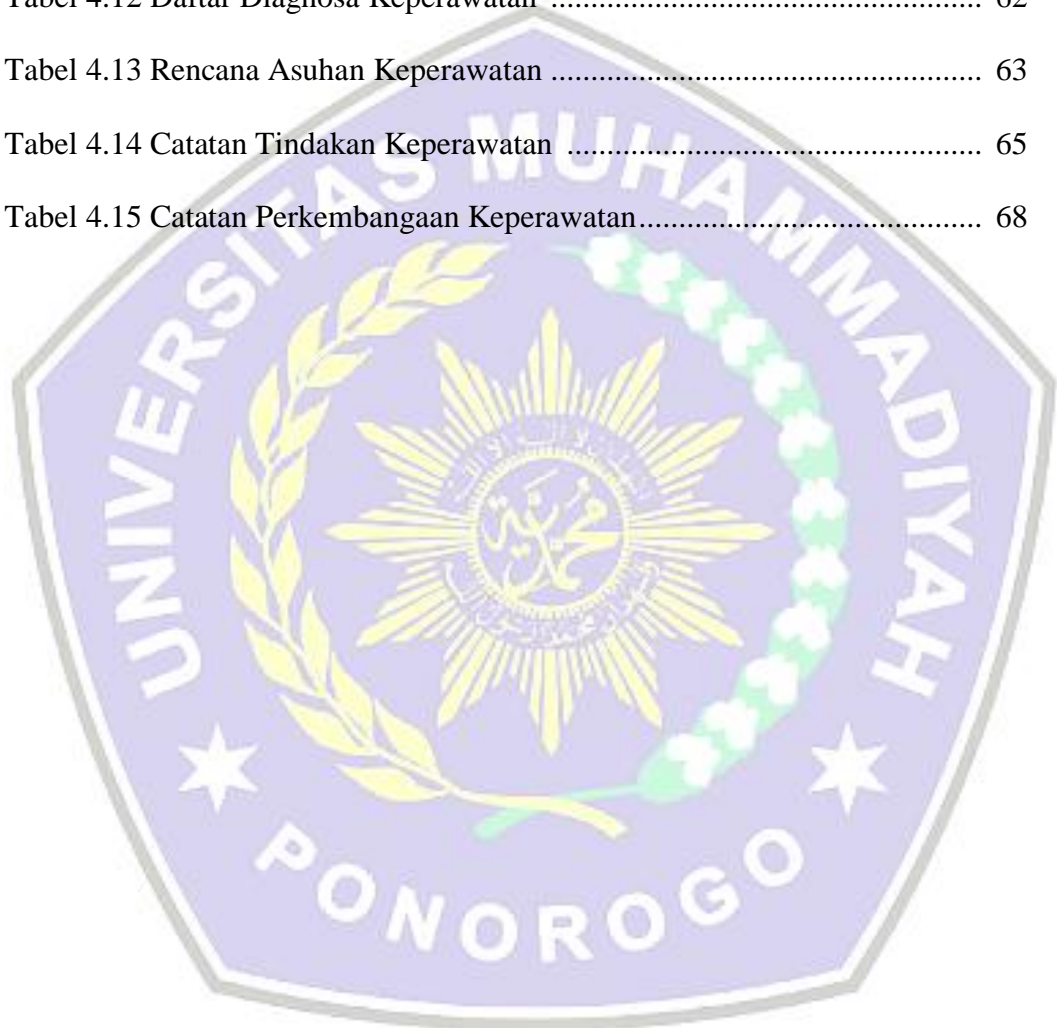 Tabel 4.12 Daftar Diagnosa Keperawatan ...................................................... 62
Tabel 4.13 Rencana Asuhan Keperawatan ...................................................... 63
Tabel 4.14 Catatan Tindakan Keperawatan .................................................... 65
Tabel 4.15 Catatan Perkembangaan Keperawatan........................................... 68
UNIVERSITAS MUHAMMADIYAH
PONOROGO